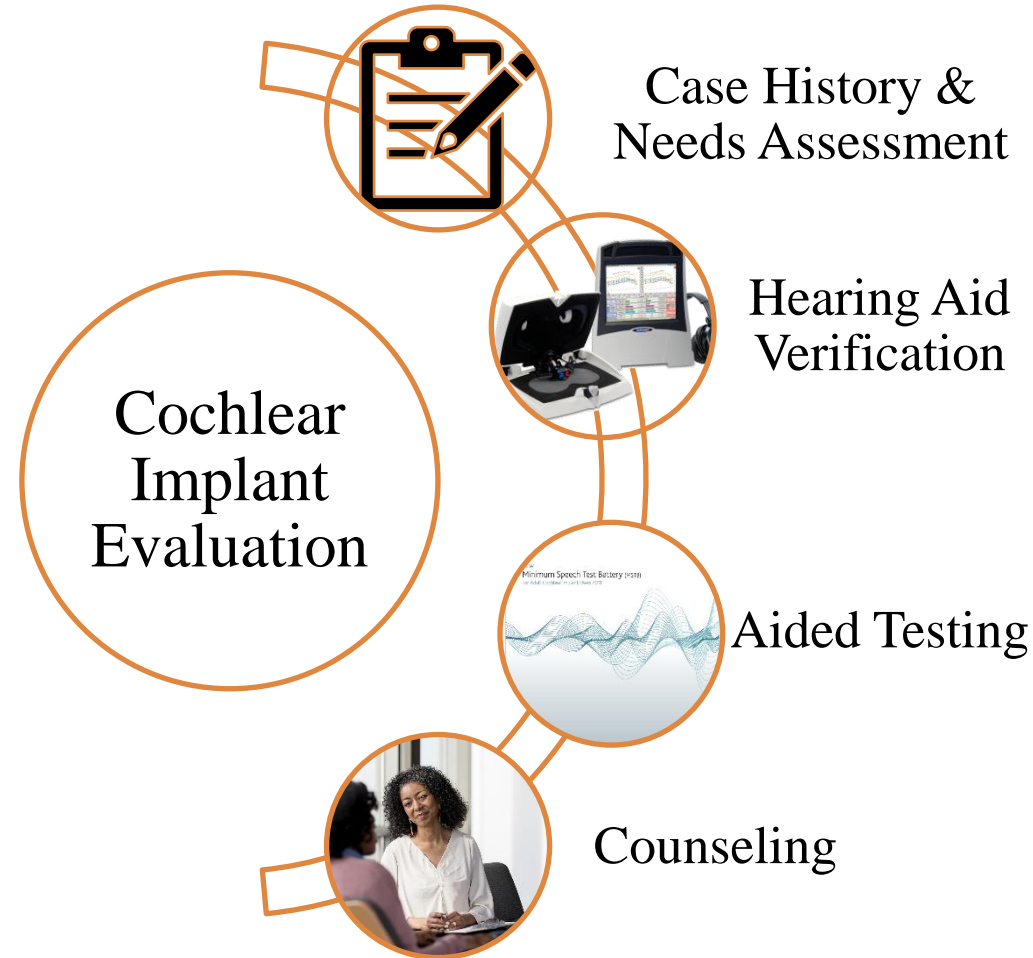 Case History &
Needs Assessment
Hearing Aid
Verification
Cochlear
Implant
Evaluation
Minimum Speech Test Battery (MSTB)
Aided Testing
Counseling